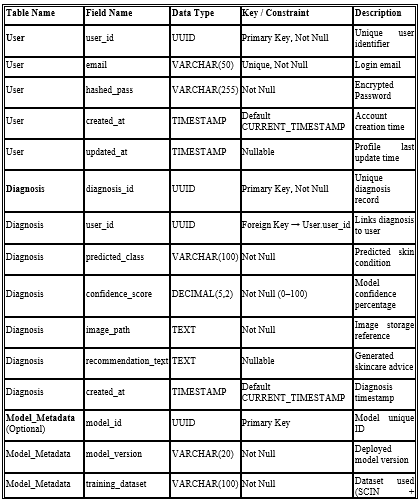 Table Name Field Name Data Type Key / Constraint Description
User user_id UUID Primary Key, Not Null Unique user
identifier
User email VARCHAR(50) Unique, Not Null Login email
User hashed_pass VARCHAR(255) Not Null Encrypted
Password
User created_at TIMESTAMP Default
CURRENT_TIMESTAMP Account
creation time
User updated_at TIMESTAMP Nullable Profile last
update time
Diagnosis diagnosis_id UUID Primary Key, Not Null Unique
diagnosis
record
Diagnosis user_id UUID Foreign Key → User.user_id Links diagnosis
to user
Diagnosis predicted_class VARCHAR(100) Not Null Predicted skin
condition
Diagnosis confidence_score DECIMAL(5,2) Not Null (0–100) Model
confidence
percentage
Diagnosis image_path TEXT Not Null Image storage
reference
Diagnosis recommendation_text TEXT Nullable Generated
skincare advice
Diagnosis created_at TIMESTAMP Default
CURRENT_TIMESTAMP Diagnosis
timestamp
Model_Metadata
(Optional) model_id UUID Primary Key Model unique
ID
Model_Metadata model_version VARCHAR(20) Not Null Deployed
model version
Model_Metadata training_dataset VARCHAR(100) Not Null Dataset used
(SCIN +